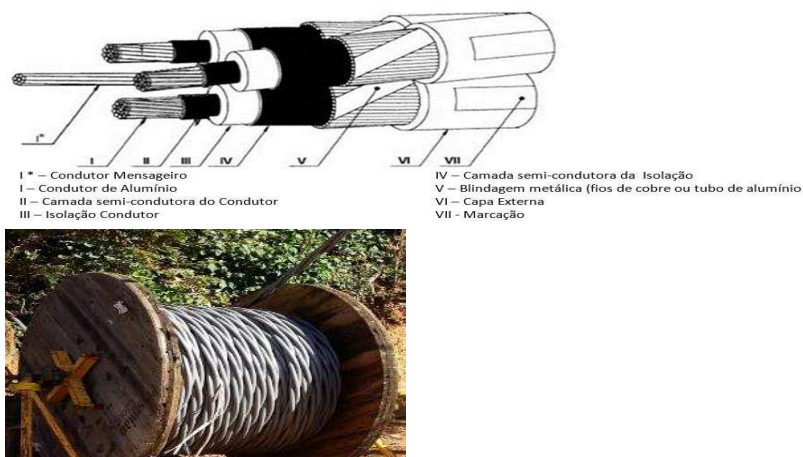 I*
I II III IV V VI VII
I * – Condutor Mensageiro
I – Condutor de Alumínio
II – Camada semi-condutora do Condutor
III – Isolação Condutor
IV – Camada semi-condutora da Isolação
V – Blindagem metálica (fios de cobre ou tubo de alumínio
VI – Capa Externa
VII - Marcação